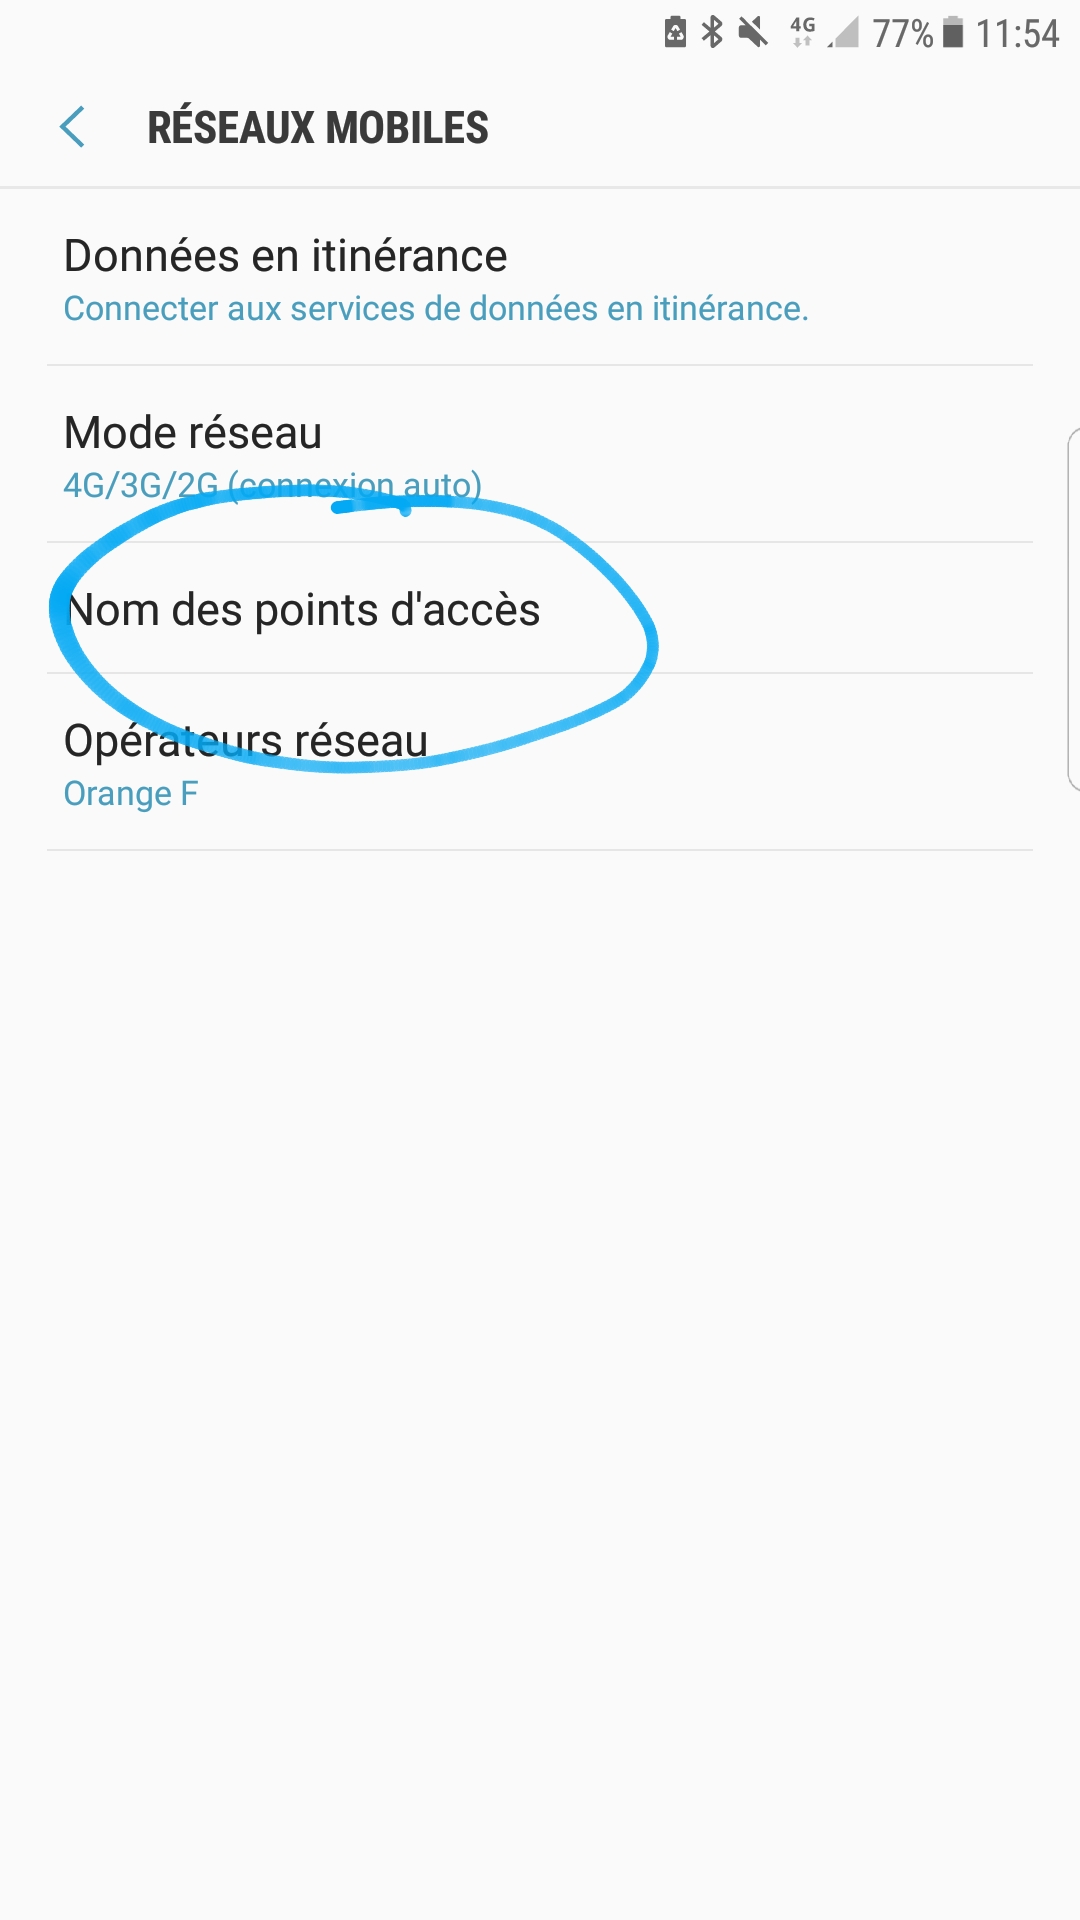 4G 77% 11:54
RÉSEAUX MOBILES
Données en itinérance
Connecter aux services de données en itinérance.
Mode réseau
4G/3G/2G (connexion auto)
Nom des points d'accès
Opérateurs réseau
Orange F